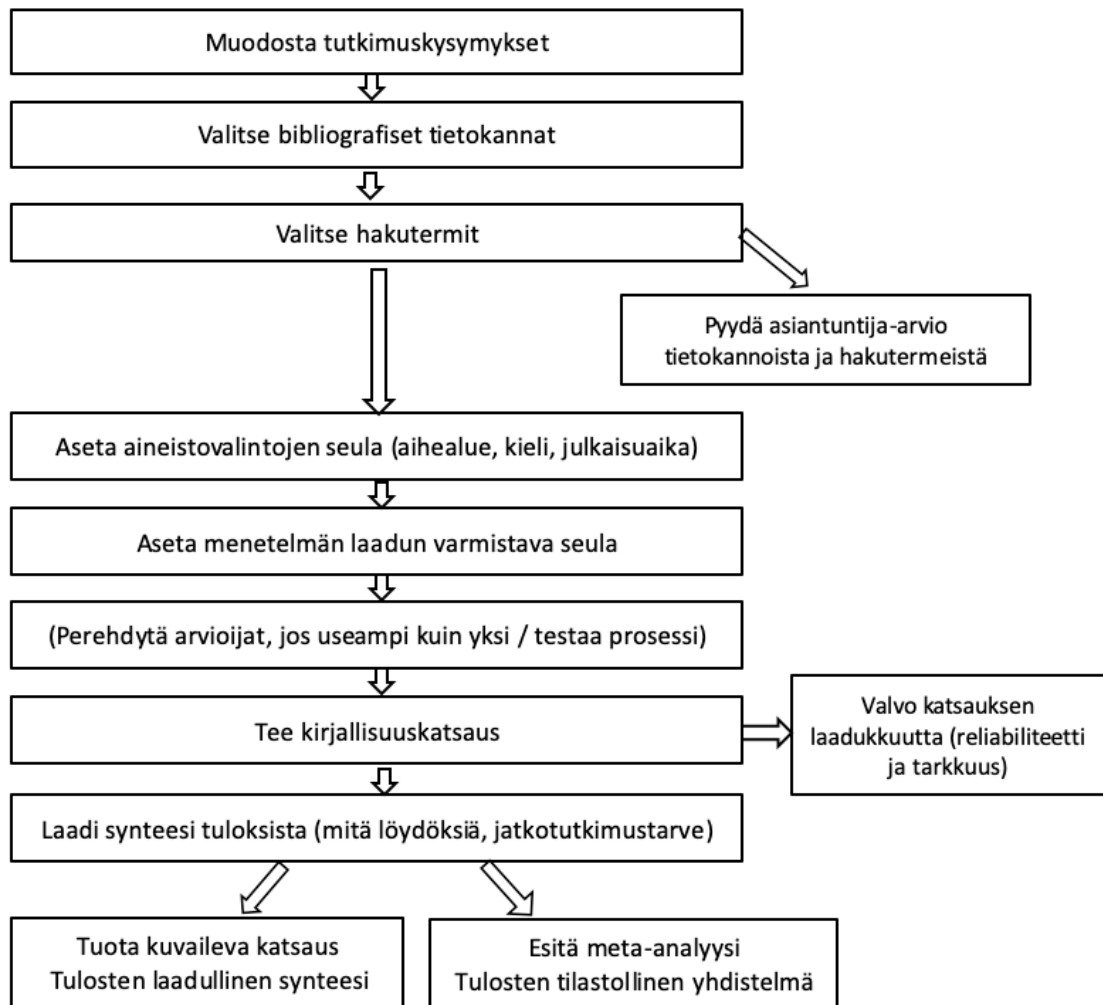 Muodosta tutkimuskysymykset
Valitse bibliografiset tietokannat
Valitse hakutermit
Pyydä asiantuntija-arvio
tietokannoista ja hakutermeistä
Aseta aineistovalintojen seula (aihealue, kieli, julkaisuaika)
Aseta menetelmän laadun varmistava seula
(Perehdytä arvioijat, jos useampi kuin yksi / testaa prosessi)
Tee kirjallisuuskatsaus
Valvo katsauksen
laadukkuutta (reliabiliteetti
ja tarkkuus)
Laadi synteesi tuloksista (mitä löydöksiä, jatkotutkimustarve)
Tuota kuvaileva katsaus
Tulosten laadullinen synteesi
Esitä meta-analyysi
Tulosten tilastollinen yhdistelmä